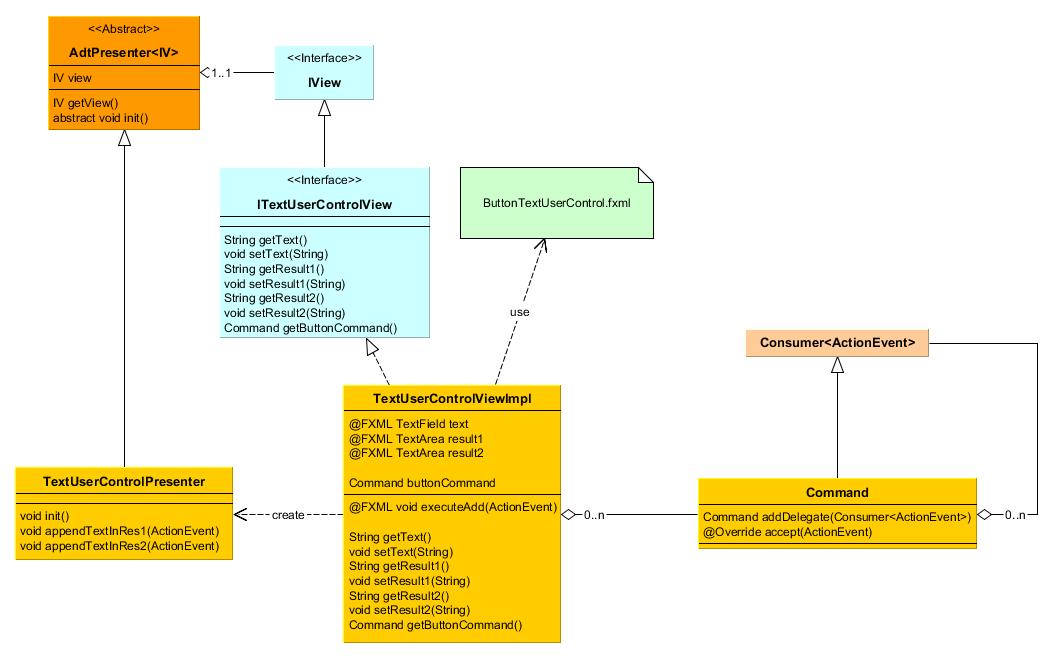 <<Abstract>>
AdtPresenter<IV>
IV view
IV getView()
abstract void init()
1..1
<<Interface>>
IView
<<Interface>>
ITextUserControlView
String getText()
void setText(String)
String getResult1()
void setResult1(String)
String getResult2()
void setResult2(String)
Command getButtonCommand()
ButtonTextUserControl.fxml
use
Consumer<ActionEvent>
TextUserControlViewImpl
@FXML TextField text
@FXML TextArea result1
@FXML TextArea result2
Command buttonCommand
@FXML void executeAdd(ActionEvent)
String getText()
void setText(String)
String getResult1()
void setResult1(String)
String getResult2()
void setResult2(String)
Command getButtonCommand()
TextUserControlPresenter
void init()
void appendTextInRes1(ActionEvent)
void appendTextInRes2(ActionEvent)
create
0..n
Command
Command addDelegate(Consumer<ActionEvent>)
@Override accept(ActionEvent)
0..n